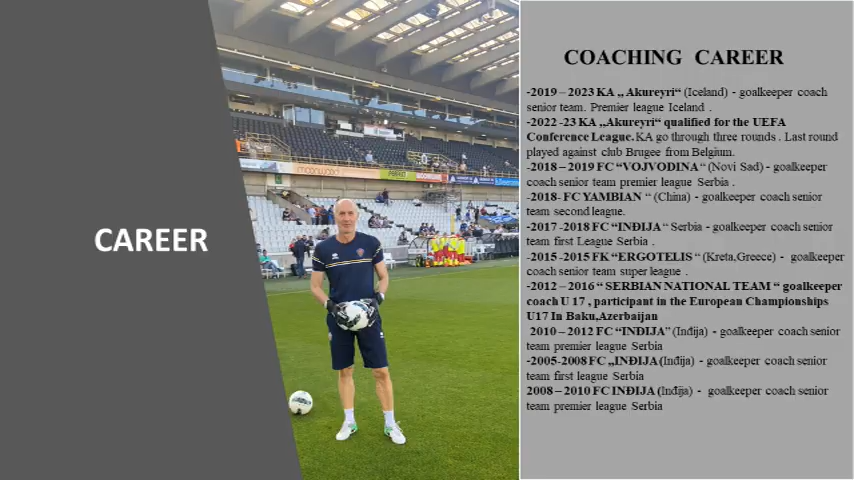 CAREER
COACHING CAREER
-2019 – 2023 KA „ Akureyri“ (Iceland) - goalkeeper coach
senior team. Premier league Iceland .
-2022 -23 KA „Akureyri“ qualified for the UEFA
Conference League. KA go through three rounds . Last round
played against club Brugee from Belgium.
-2018 – 2019 FC “VOJVODINA “ (Novi Sad) - goalkeeper
coach senior team premier league Serbia .
-2018- FC YAMBIAN “ (China) - goalkeeper coach senior
team second league.
-2017 -2018 FC “INĐIJA “ Serbia - goalkeeper coach senior
team first League Serbia .
-2015-2015 FK “ERGOTELIS “ (Kreta,Greece) - goalkeeper
coach senior team super league .
-2012 – 2016 “ SERBIAN NATIONAL TEAM “ goalkeeper
coach U 17 , participant in the European Championships
U17 In Baku,Azerbaijan
2010 – 2012 FC “INĐIJA” (Inđija) - goalkeeper coach senior
team premier league Serbia
-2005-2008 FC „INĐIJA (Inđija) - goalkeeper coach senior
team first league Serbia
2008 – 2010 FC INĐIJA (Inđija) - goalkeeper coach senior
team premier league Serbia